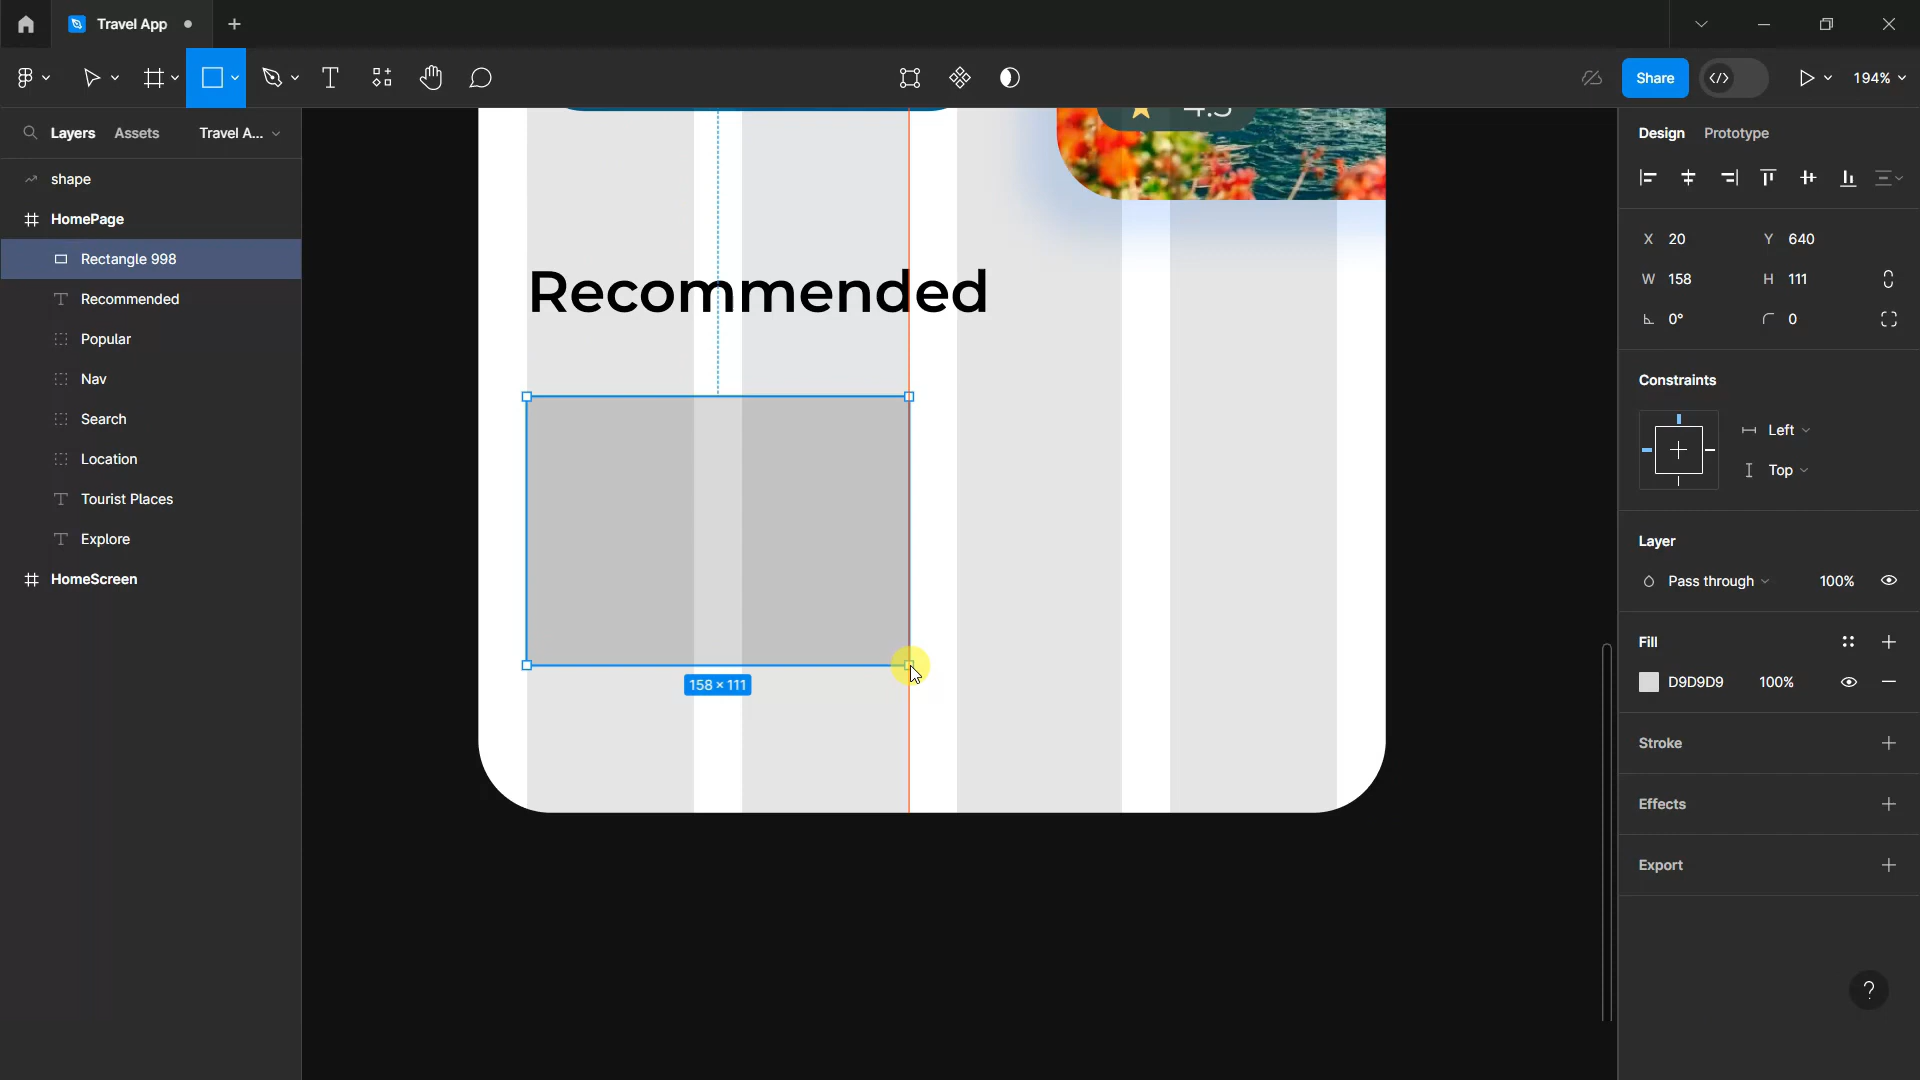 Travel App
Share
194%
Layers
Assets
Travel A...
Design
Prototype
shape
HomePage
Rectangle 998
Recommended
Popular
Nav
Search
Location
Tourist Places
Explore
HomeScreen
4.5
Recommended
158 × 111
X 20
Y 640
W 158
H 111
0°
0
Constraints
Left
Top
Layer
Pass through
100%
Fill
D9D9D9
100%
Stroke
Effects
Export
?